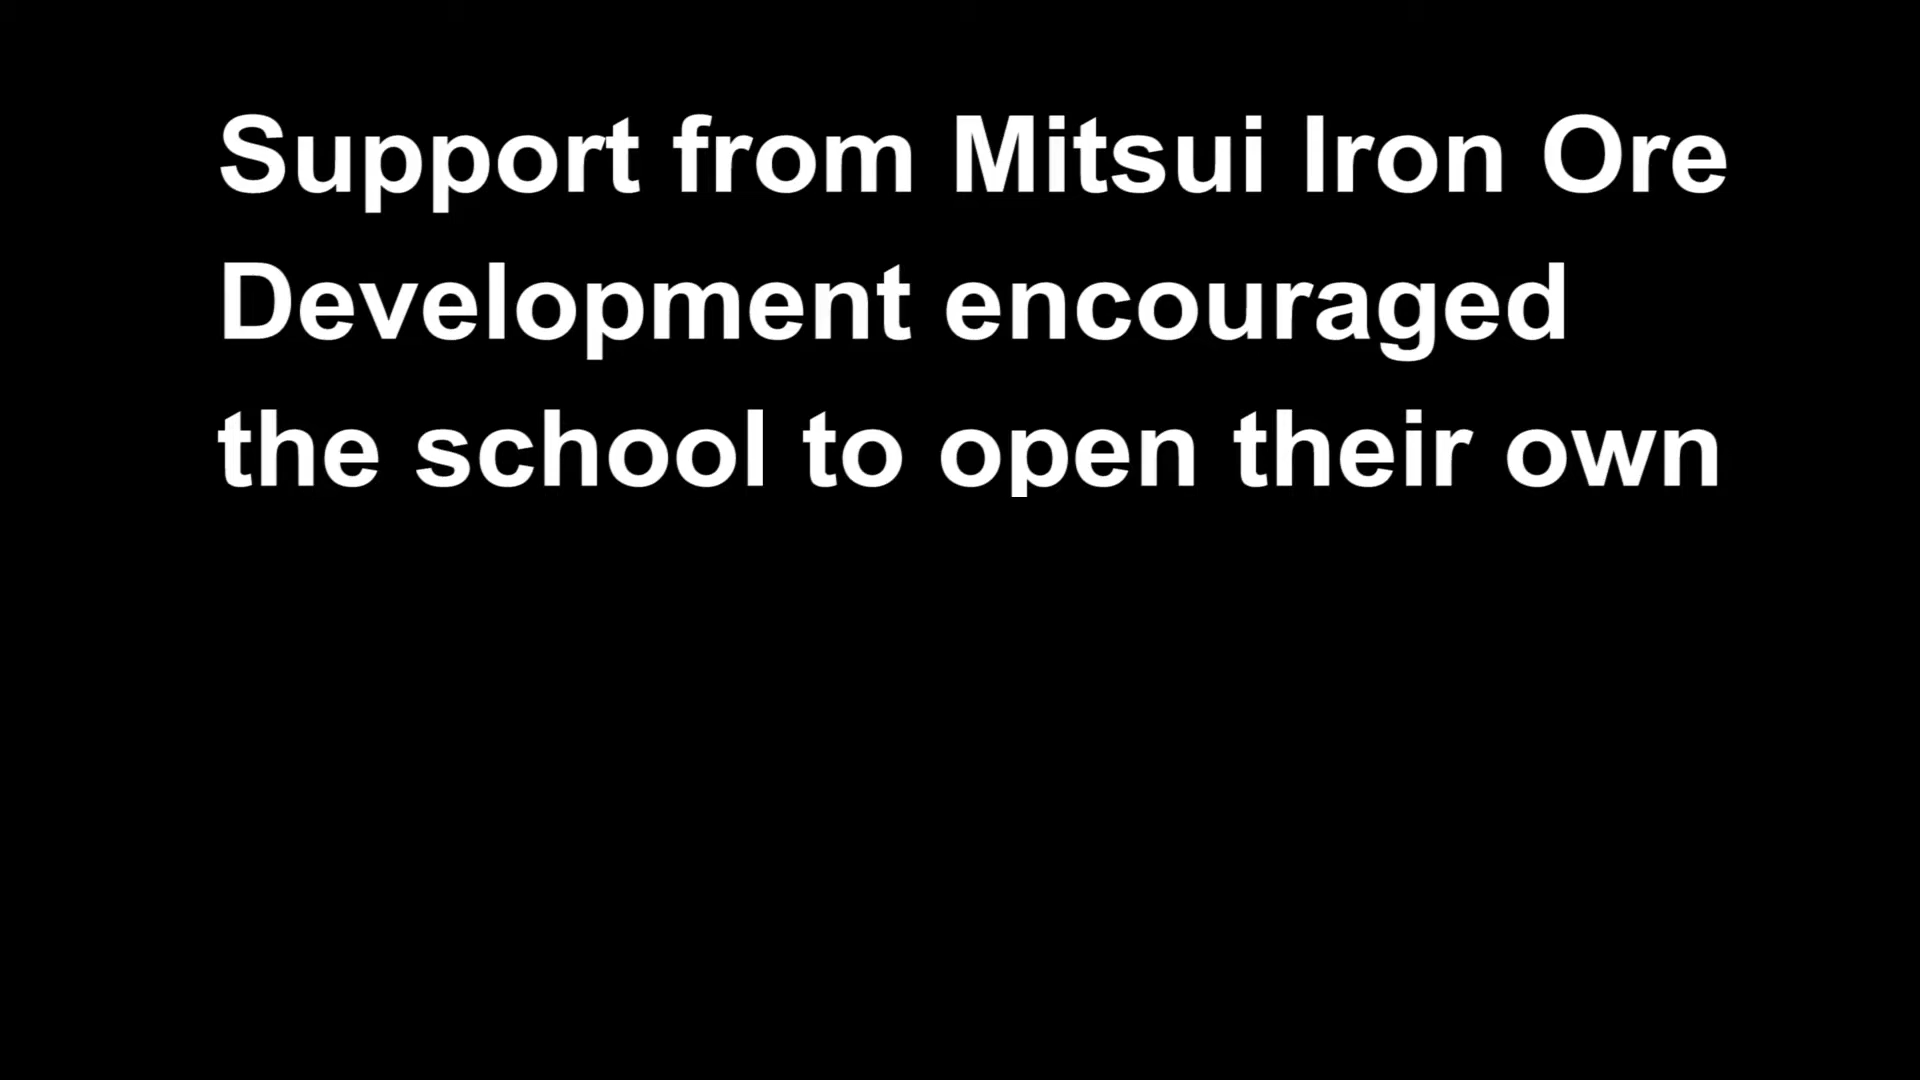 Support from Mitsui Iron Ore
Development encouraged
the school to open their own